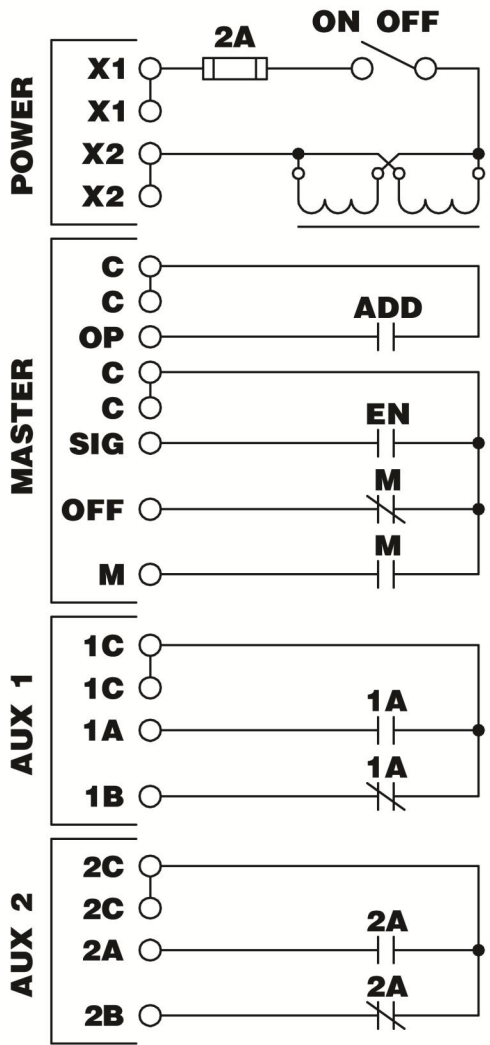 ON OFF
2A
POWER
X1
X1
X2
X2
MASTER
C
C
OP
ADD
C
C
SIG
EN
OFF
M
M
M
AUX 1
1C
1C
1A
1A
1B
1A
AUX 2
2C
2C
2A
2A
2B
2A